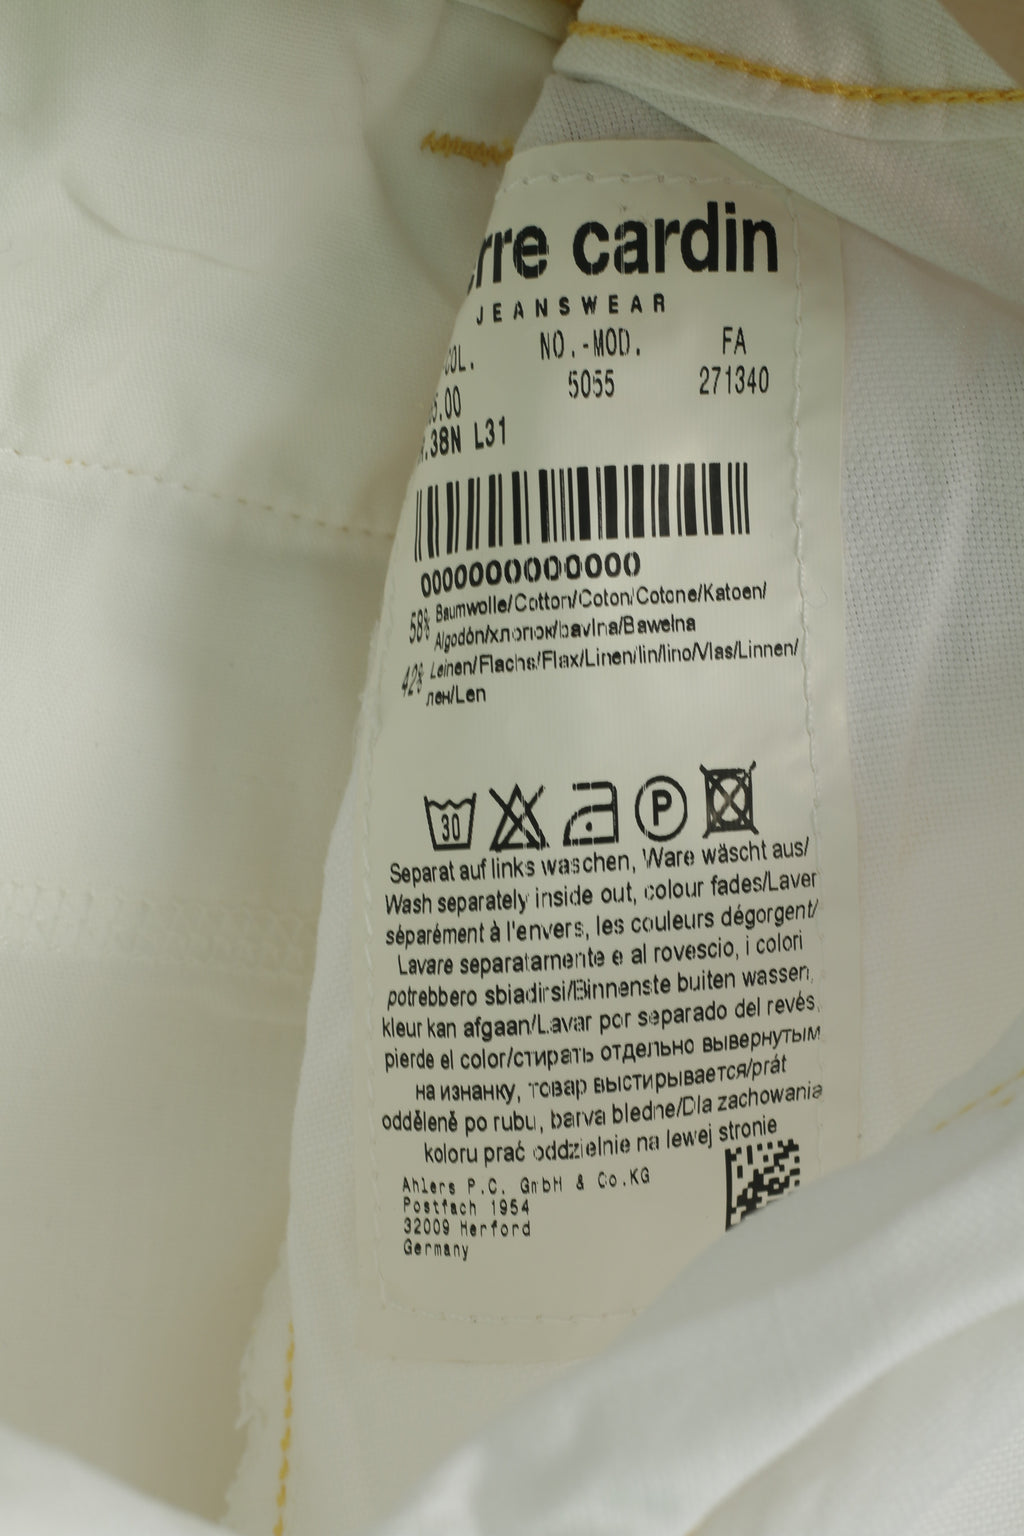 rre cardin
JEANSWEAR
COL. NO.-MOD. FA
5.00 5055 271340
.38N L31
0000000000000
58% Baumwolle/Cotton/Coton/Cotone/Katoen/
Algodón/хлопок/bavlna/Bawełna
42% Leinen/Flachs/Flax/Linen/lin/lino/Vlas/Linnen/
лен/Len
30 P
Separat auf links waschen, Ware wäscht aus/
Wash separately inside out, colour fades/Laver
séparément à l'envers, les couleurs dégorgent/
Lavare separatamente e al rovescio, i colori
potrebbero sbiadirsi/Binnenste buiten wassen,
kleur kan afgaan/Lavar por separado del revés,
pierde el color/стирать отдельно вывернутым
на изнанку, товар выстирывается/prát
odděleně po rubu, barva bledne/Dla zachowania
koloru prać oddzielnie na lewej stronie
Ahlers P.C. GmbH & Co.KG
Postfach 1954
32009 Herford
Germany